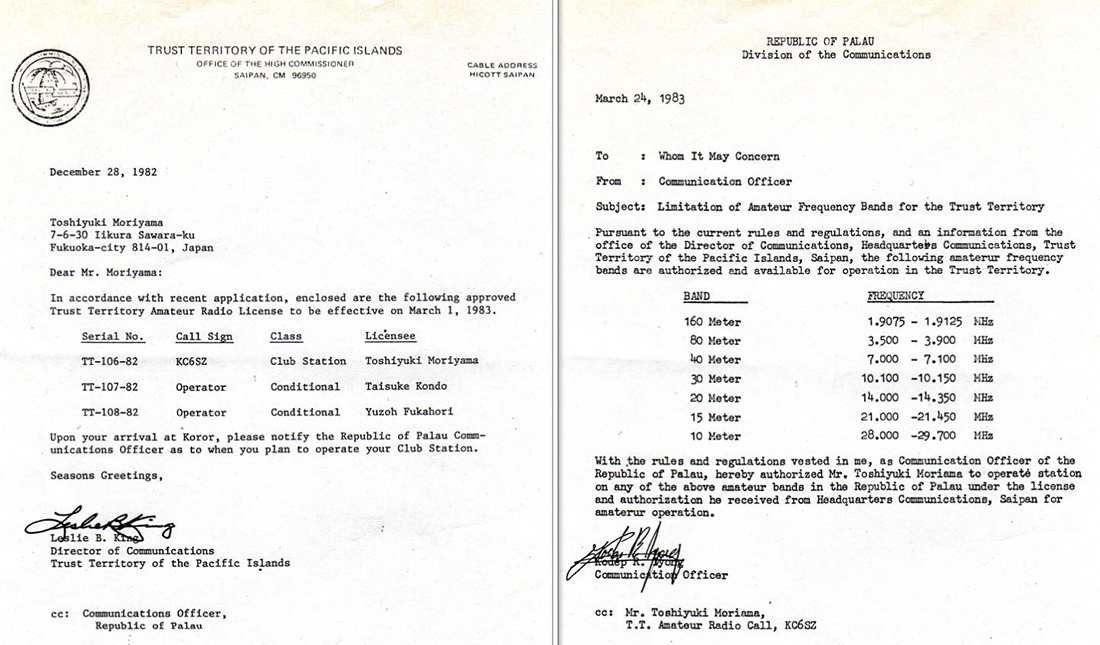 TRUST TERRITORY OF THE PACIFIC ISLANDS
OFFICE OF THE HIGH COMMISSIONER
SAIPAN, CM 96950
CABLE ADDRESS
HICOTT SAIPAN
December 28, 1982
Toshiyuki Moriyama
7-6-30 Iikura Sawara-ku
Fukuoka-city 814-01, Japan
Dear Mr. Moriyama:
In accordance with recent application, enclosed are the following approved
Trust Territory Amateur Radio License to be effective on March 1, 1983.
Serial No. Call Sign Class Licensee
TT-106-82 KC6SZ Club Station Toshiyuki Moriyama
TT-107-82 Operator Conditional Taisuke Kondo
TT-108-82 Operator Conditional Yuzoh Fukahori
Upon your arrival at Koror, please notify the Republic of Palau Comm-
unications Officer as to when you plan to operate your Club Station.
Seasons Greetings,
Leslie B King
Leslie B. King
Director of Communications
Trust Territory of the Pacific Islands
cc: Communications Officer,
Republic of Palau
REPUBLIC OF PALAU
Division of the Communications
March 24, 1983
To : Whom It May Concern
From : Communication Officer
Subject: Limitation of Amateur Frequency Bands for the Trust Territory
Pursuant to the current rules and regulations, and an information from the
office of the Director of Communications, Headquarters Communications, Trust
Territory of the Pacific Islands, Saipan, the following amaterur frequency
bands are authorized and available for operation in the Trust Territory.
BAND FREQUENCY
160 Meter 1.9075 - 1.9125 MHz
80 Meter 3.500 - 3.900 MHz
40 Meter 7.000 - 7.100 MHz
30 Meter 10.100 -10.150 MHz
20 Meter 14.000 -14.350 MHz
15 Meter 21.000 -21.450 MHz
10 Meter 28.000 -29.700 MHz
With the rules and regulations vested in me, as Communication Officer of the
Republic of Palau, hereby authorized Mr. Toshiyuki Moriama to operate station
on any of the above amateur bands in the Republic of Palau under the license
and authorization he received from Headquarters Communications, Saipan for
amaterur operation.
Communication Officer
cc: Mr. Toshiyuki Moriama,
T.T. Amateur Radio Call, KC6SZ